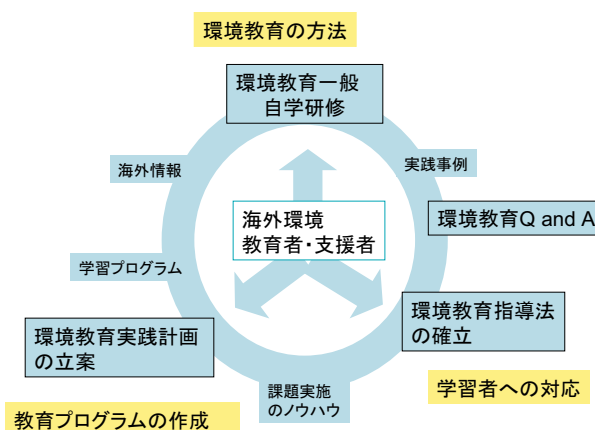 環境教育の方法
環境教育一般
自学研修
海外情報
実践事例
海外環境
教育者・支援者
環境教育Q and A
学習プログラム
環境教育指導法
の確立
環境教育実践計画
の立案
課題実施
のノウハウ
学習者への対応
教育プログラムの作成